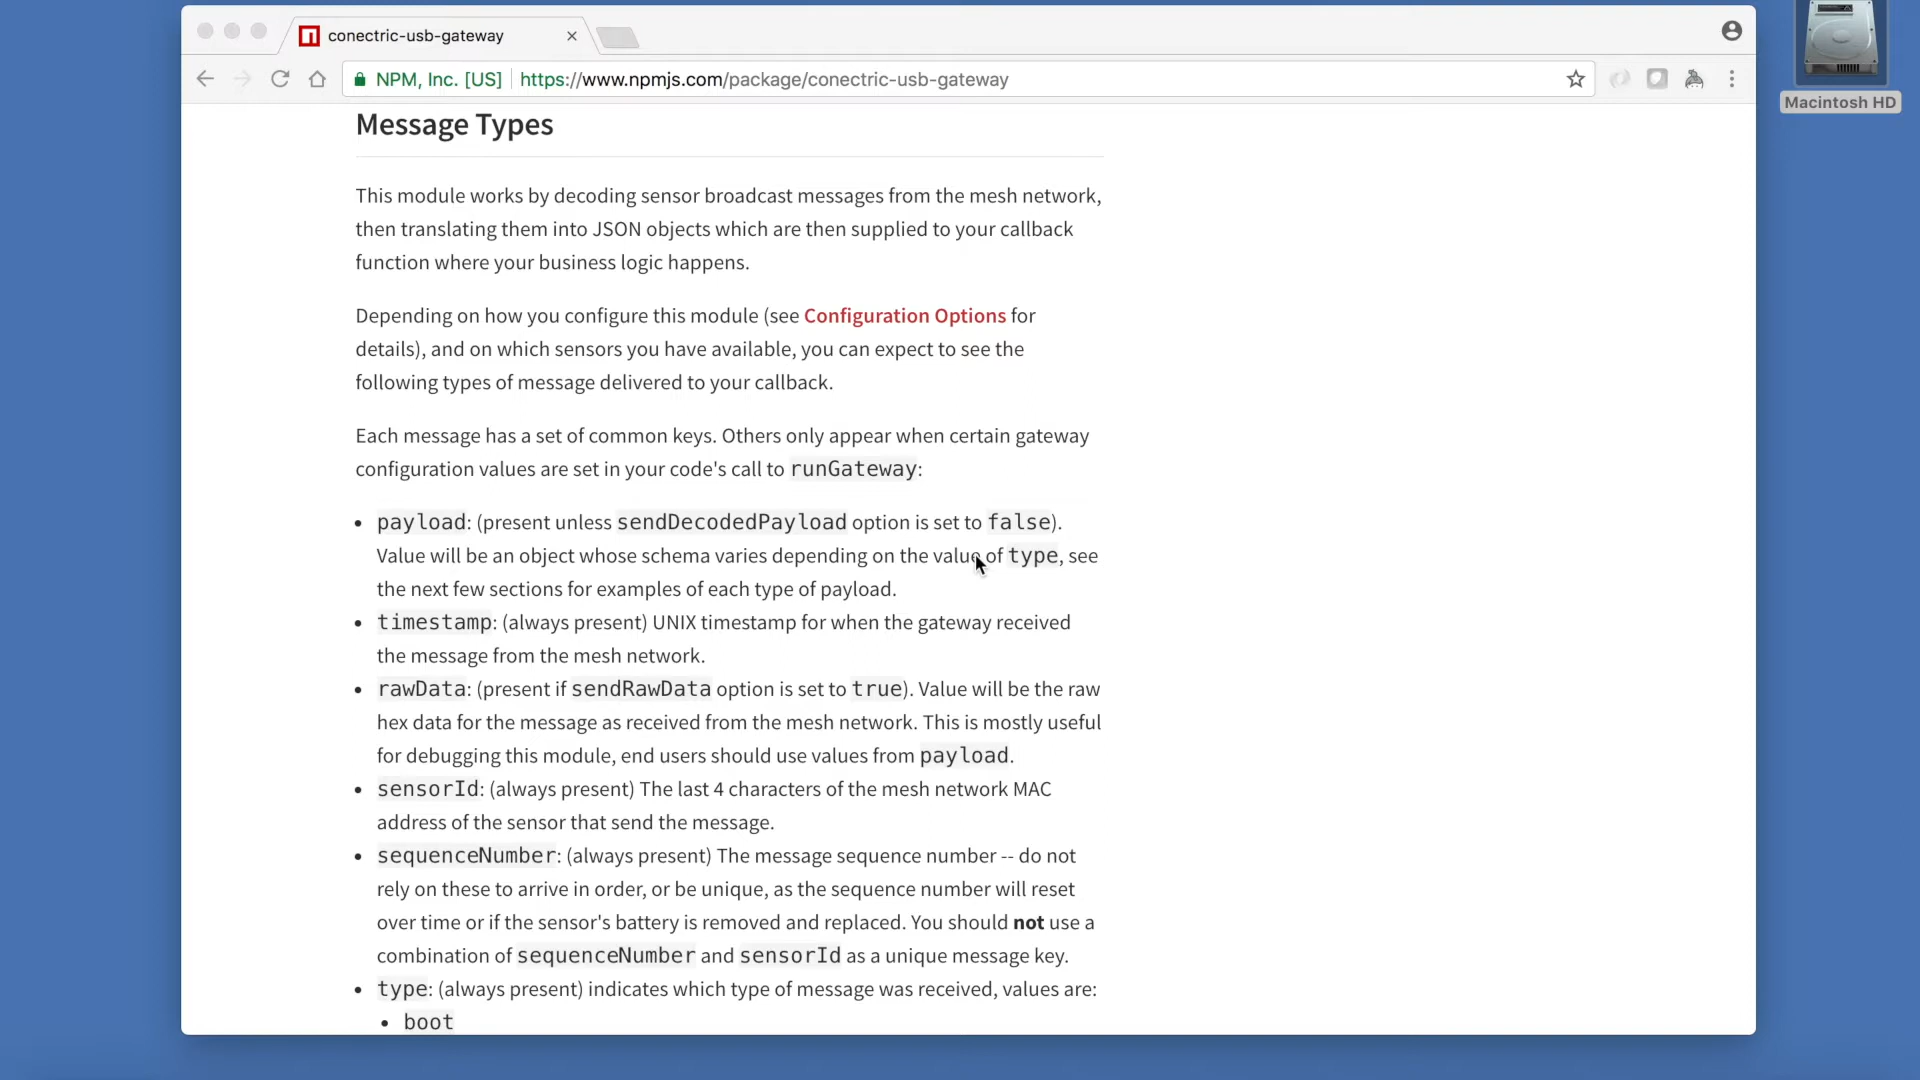 conectric-usb-gateway
NPM, Inc. [US] https://www.npmjs.com/package/conectric-usb-gateway
Macintosh HD
Message Types
This module works by decoding sensor broadcast messages from the mesh network,
then translating them into JSON objects which are then supplied to your callback
function where your business logic happens.
Depending on how you configure this module (see Configuration Options for
details), and on which sensors you have available, you can expect to see the
following types of message delivered to your callback.
Each message has a set of common keys. Others only appear when certain gateway
configuration values are set in your code's call to runGateway:
• payload: (present unless sendDecodedPayload option is set to false).
Value will be an object whose schema varies depending on the value of type, see
the next few sections for examples of each type of payload.
• timestamp: (always present) UNIX timestamp for when the gateway received
the message from the mesh network.
• rawData: (present if sendRawData option is set to true). Value will be the raw
hex data for the message as received from the mesh network. This is mostly useful
for debugging this module, end users should use values from payload.
• sensorId: (always present) The last 4 characters of the mesh network MAC
address of the sensor that send the message.
• sequenceNumber: (always present) The message sequence number -- do not
rely on these to arrive in order, or be unique, as the sequence number will reset
over time or if the sensor's battery is removed and replaced. You should not use a
combination of sequenceNumber and sensorId as a unique message key.
• type: (always present) indicates which type of message was received, values are:
• boot